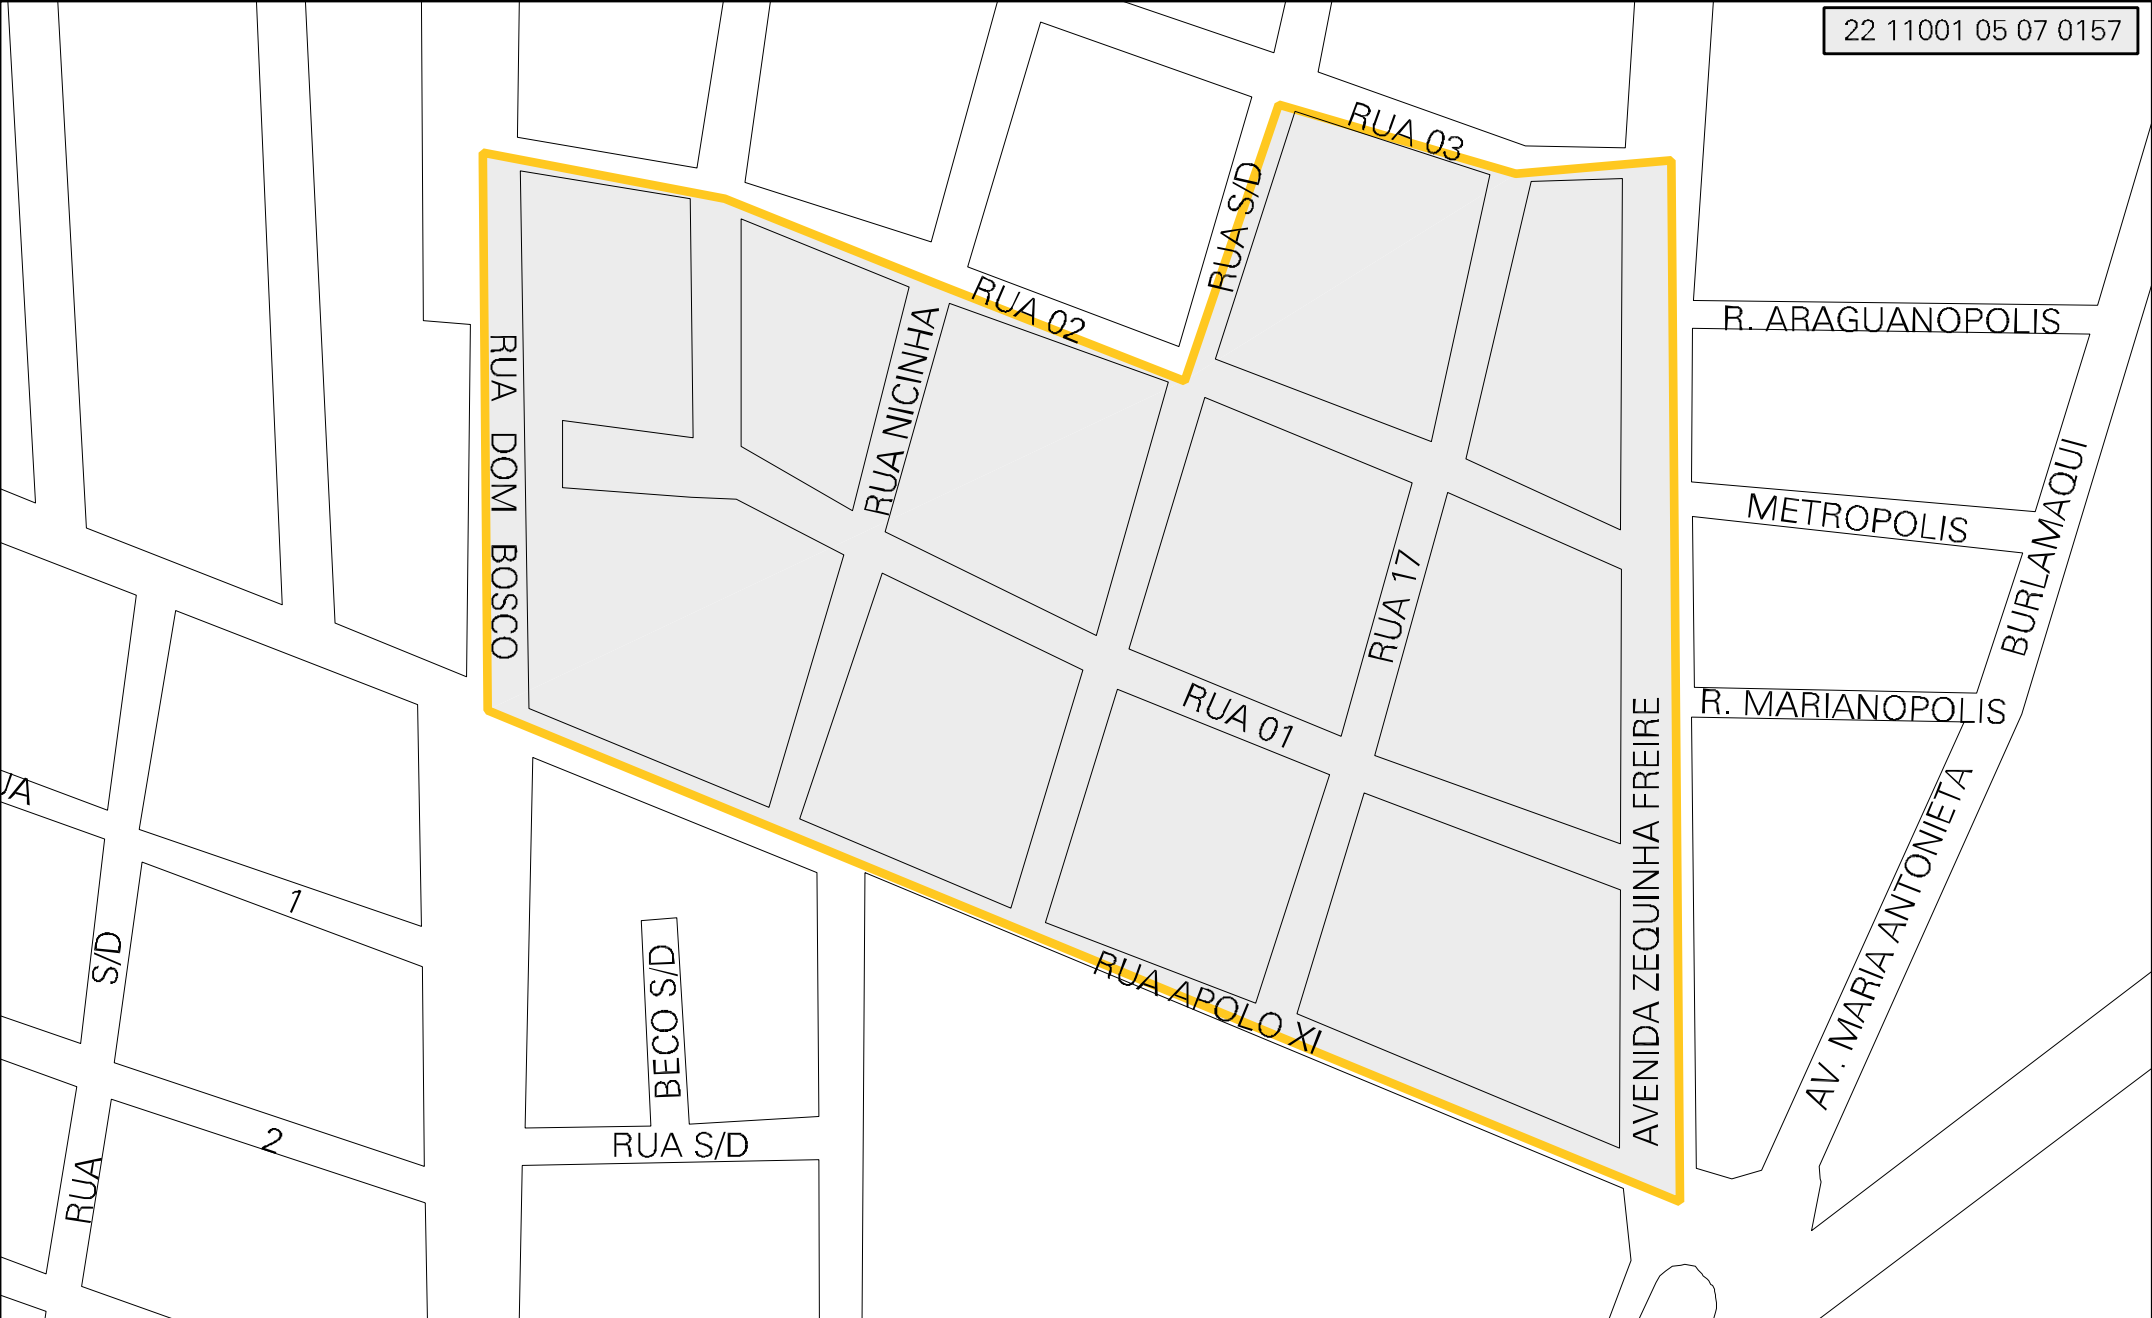 22 11001 05 07 0157
RUA 03
RUA S/D
RUA 02
R. ARAGUANOPOLIS
RUA NICINHA
RUA DOM BOSCO
METROPOLIS
BURLAMAQUI
RUA 17
R. MARIANOPOLIS
RUA 01
AVENIDA ZEQUINHA FREIRE
AV. MARIA ANTONIETA
UA
1
S/D
BECO S/D
RUA APOLO XI
2
RUA S/D
RUA